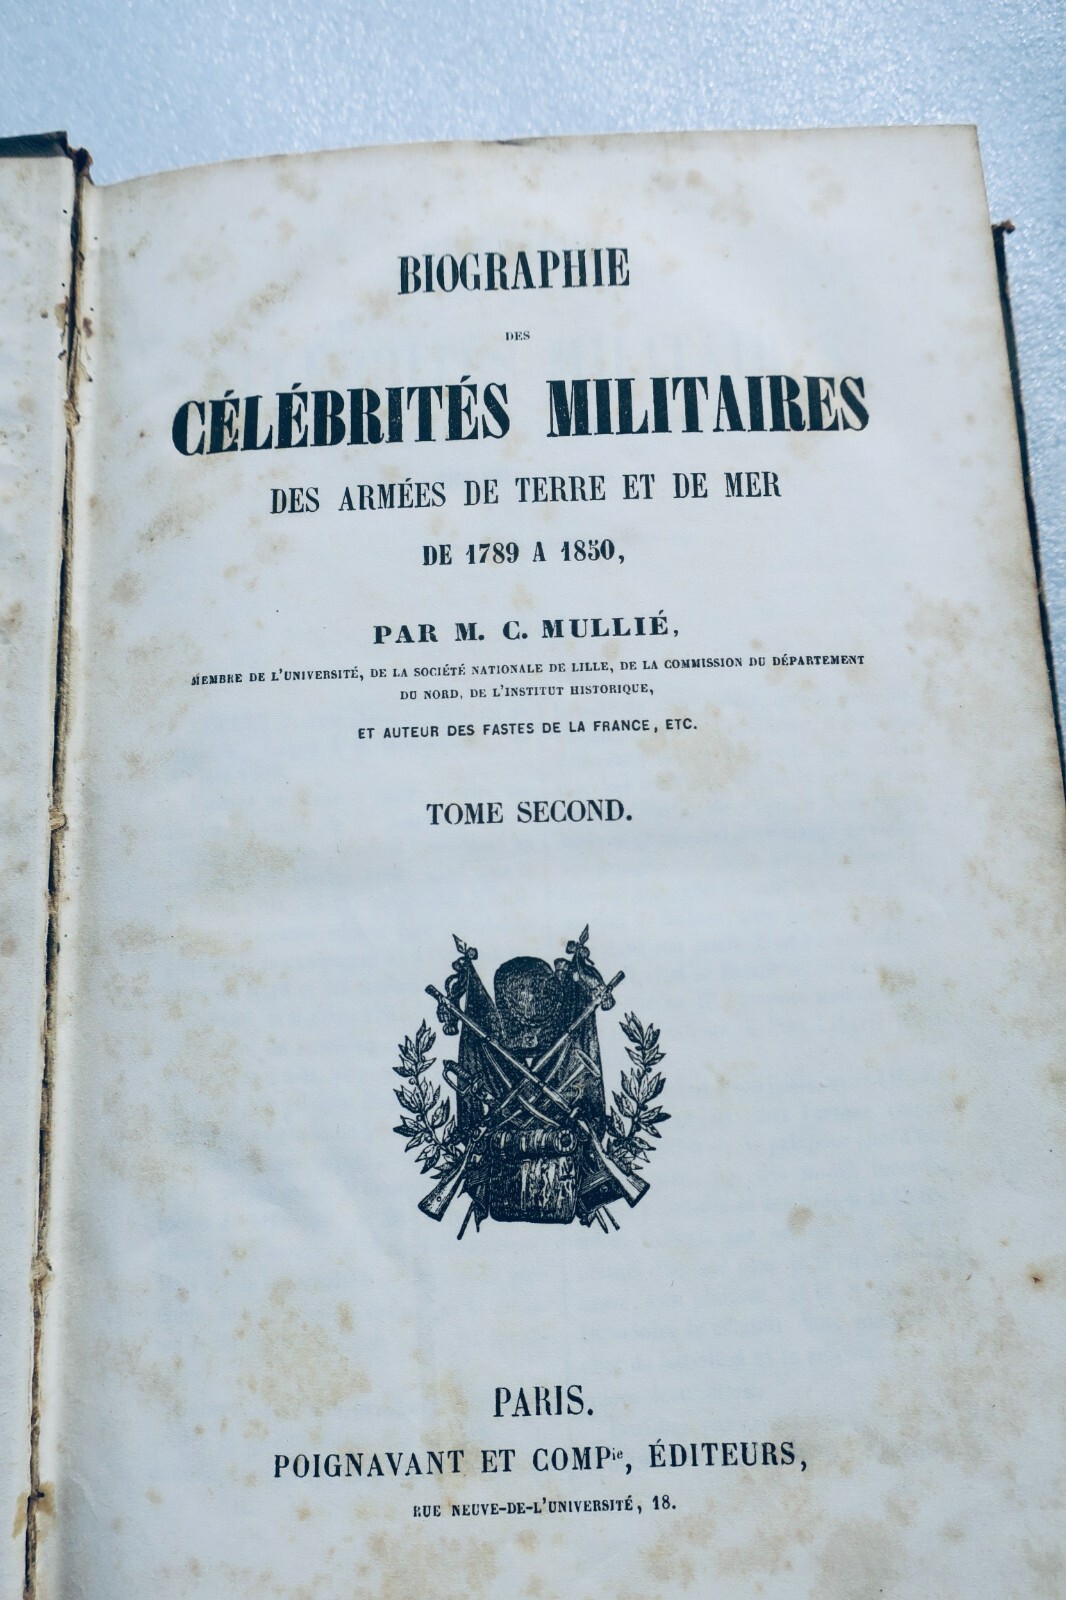 BIOGRAPHIE
DES
CÉLÉBRITÉS MILITAIRES
DES ARMÉES DE TERRE ET DE MER
DE 1789 A 1850,
PAR M. C. MULLIÉ,
MEMBRE DE L'UNIVERSITÉ, DE LA SOCIÉTÉ NATIONALE DE LILLE, DE LA COMMISSION DU DÉPARTEMENT
DU NORD, DE L'INSTITUT HISTORIQUE,
ET AUTEUR DES FASTES DE LA FRANCE, ETC.
TOME SECOND.
PARIS.
POIGNAVANT ET COMPie, ÉDITEURS,
RUE NEUVE-DE-L'UNIVERSITÉ, 18.